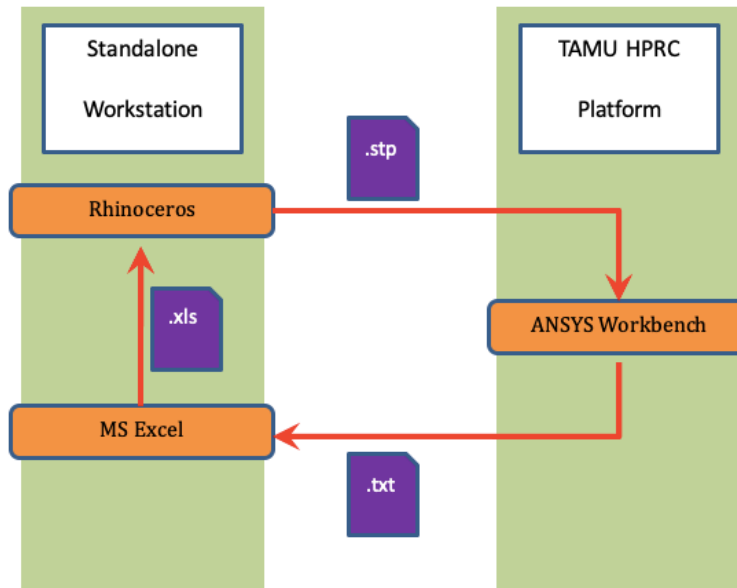 Standalone
Workstation
TAMU HPRC
Platform
.stp
Rhinoceros
.xls
ANSYS Workbench
MS Excel
.txt